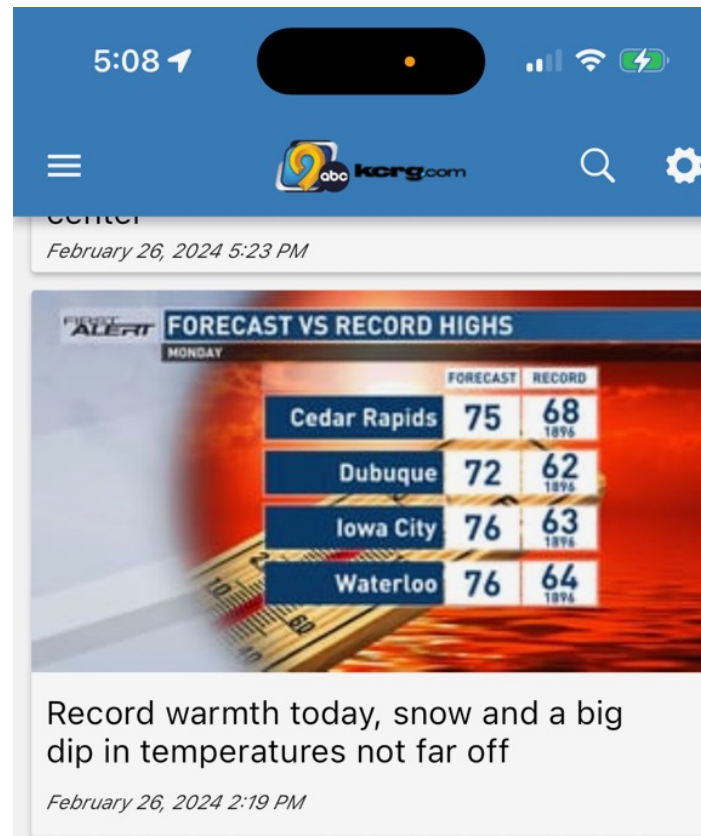 5:08
9 abc kcrg.com
February 26, 2024 5:23 PM
FIRST ALERT FORECAST VS RECORD HIGHS
MONDAY
FORECAST RECORD
Cedar Rapids 75 68
1896
Dubuque 72 62
1896
Iowa City 76 63
1896
Waterloo 76 64
1896
Record warmth today, snow and a big
dip in temperatures not far off
February 26, 2024 2:19 PM